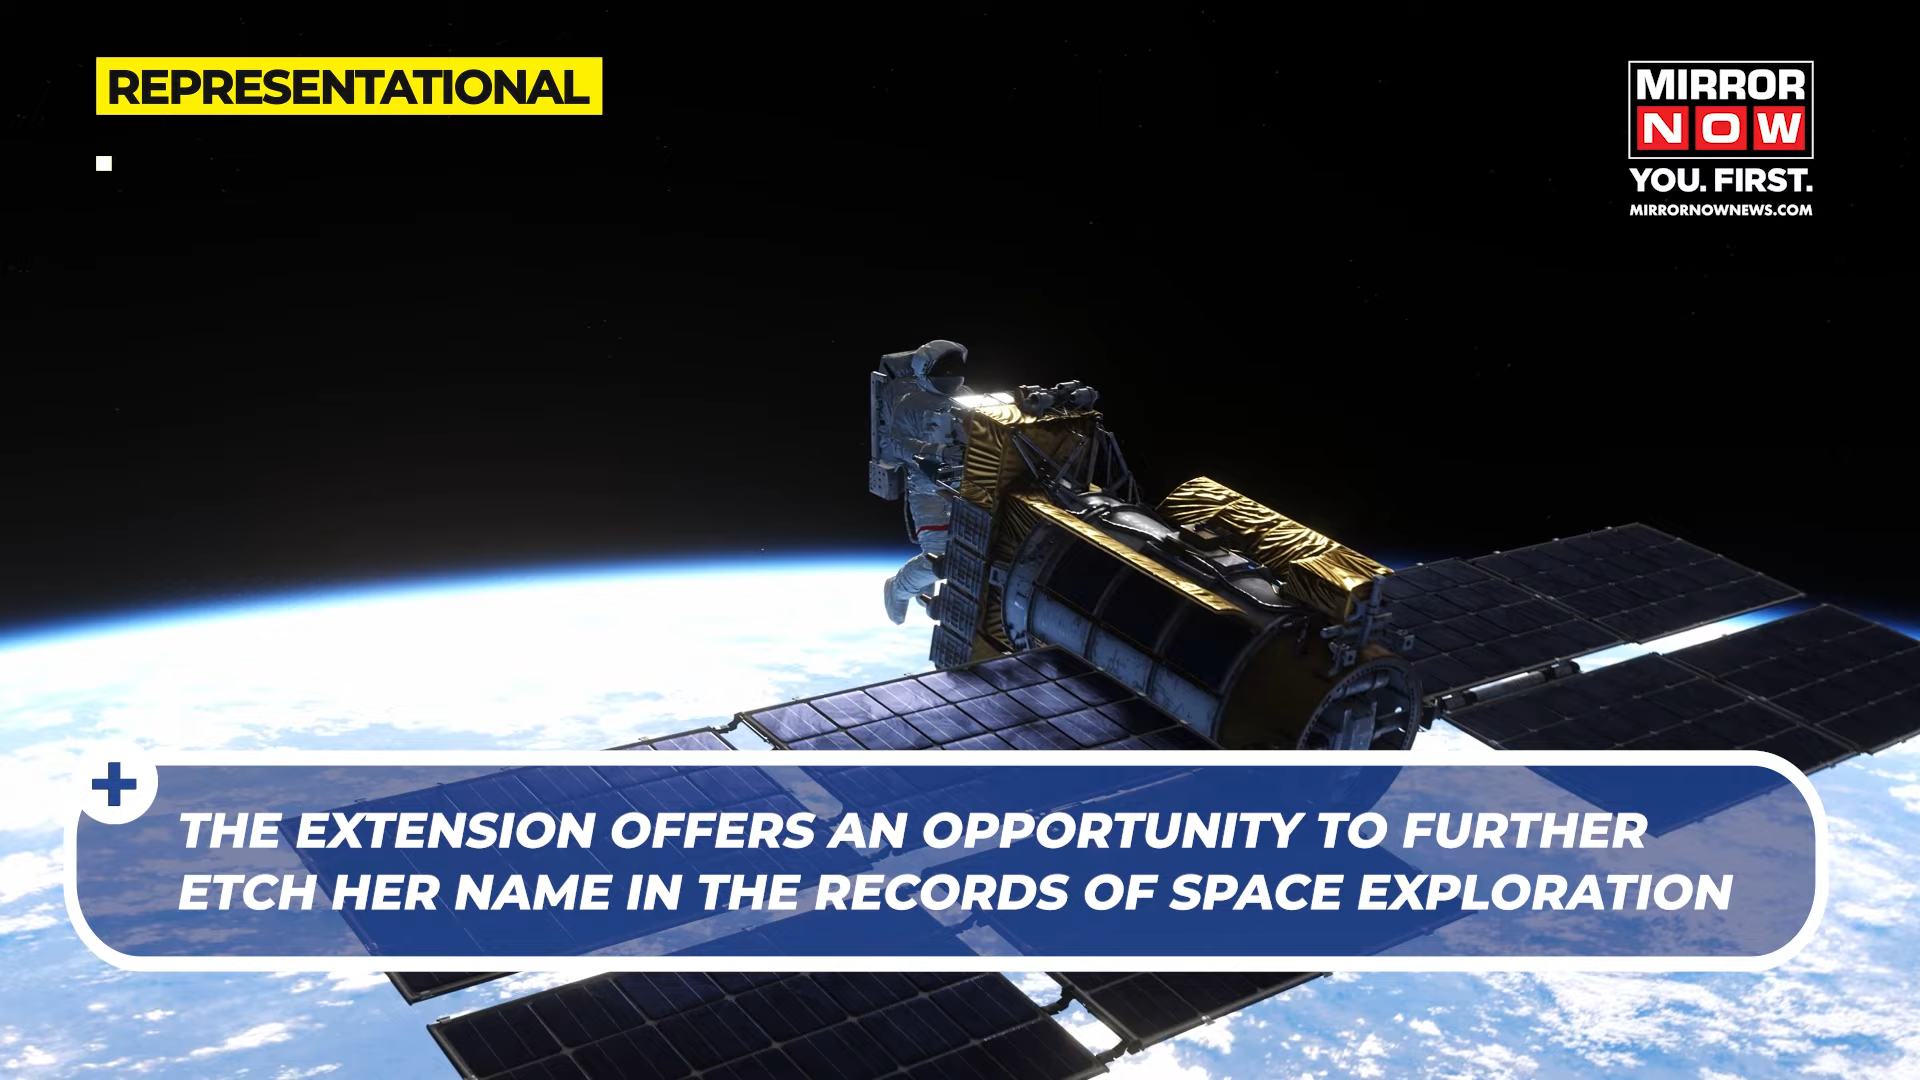 REPRESENTATIONAL
MIRROR
NOW
YOU. FIRST.
MIRRORNOWNEWS.COM
THE EXTENSION OFFERS AN OPPORTUNITY TO FURTHER
ETCH HER NAME IN THE RECORDS OF SPACE EXPLORATION